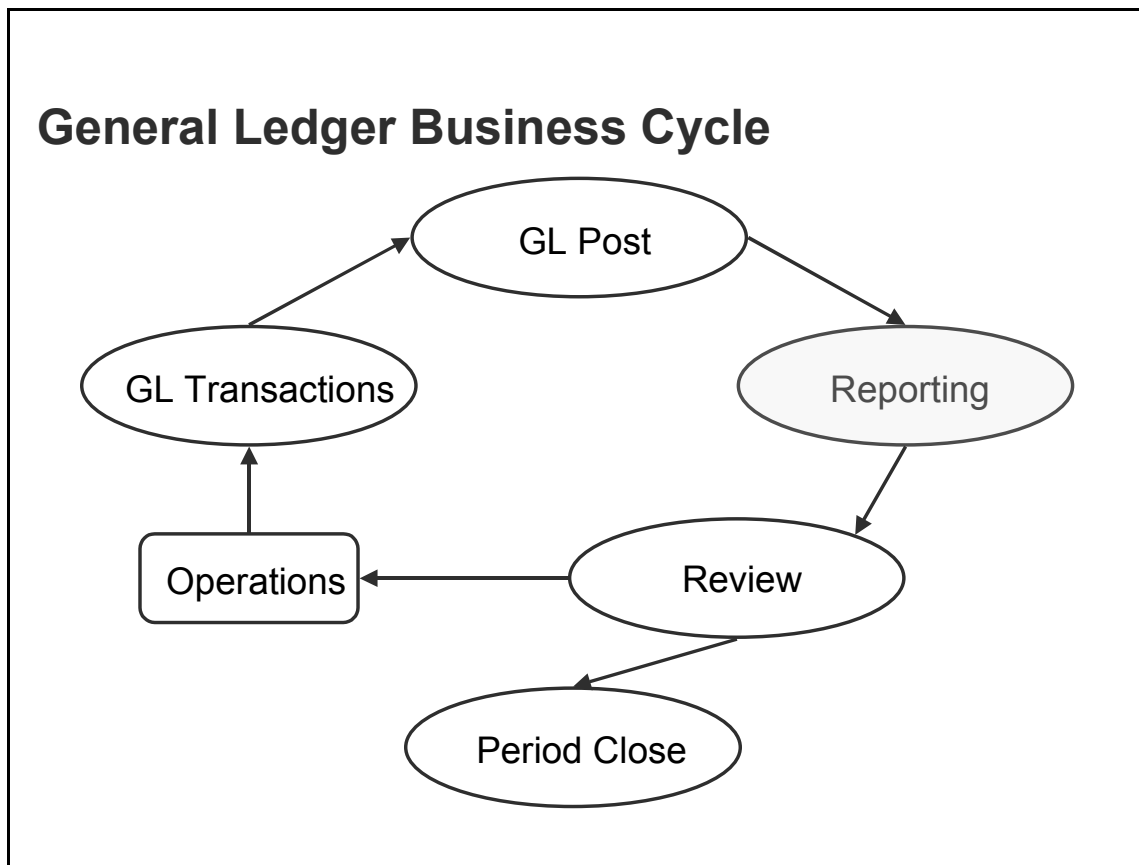 General Ledger Business Cycle
GL Post
GL Transactions
Reporting
Operations
Review
Period Close